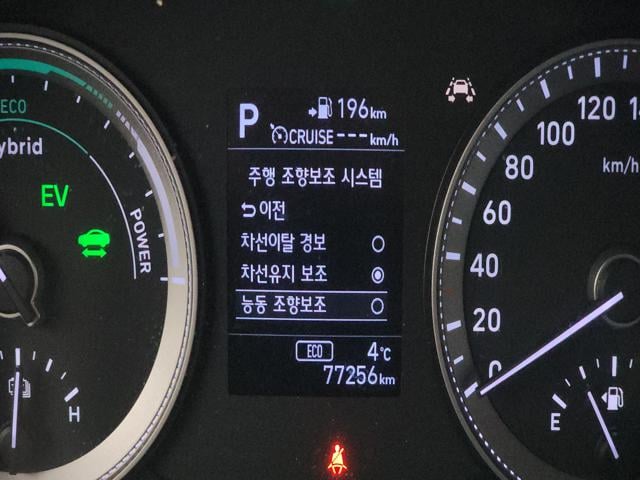 ECO
ybrid
EV
POWER
H
P
196km
CRUISE ---km/h
주행 조향보조 시스템
이전
차선이탈 경보
차선유지 보조
능동 조향보조
ECO 4℃
77256km
120
100
80
60
40
20
0
km/h
E